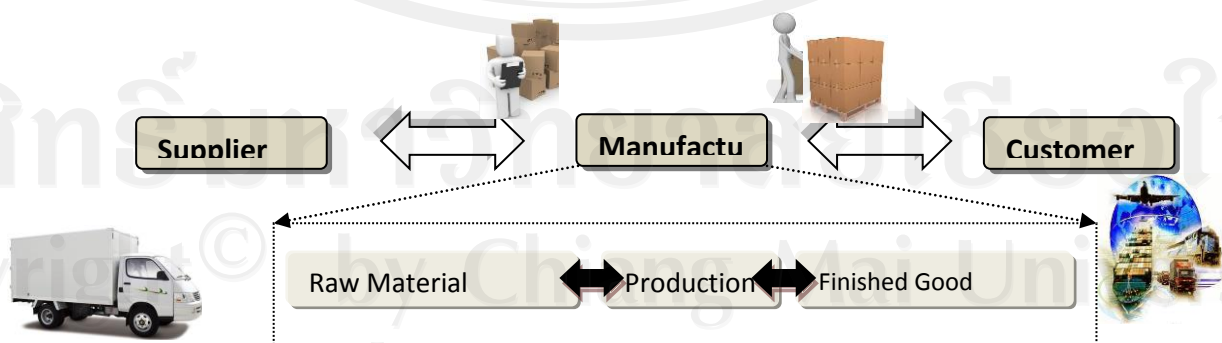 Supplier
Manufactu
Customer
Raw Material
Production
Finished Good